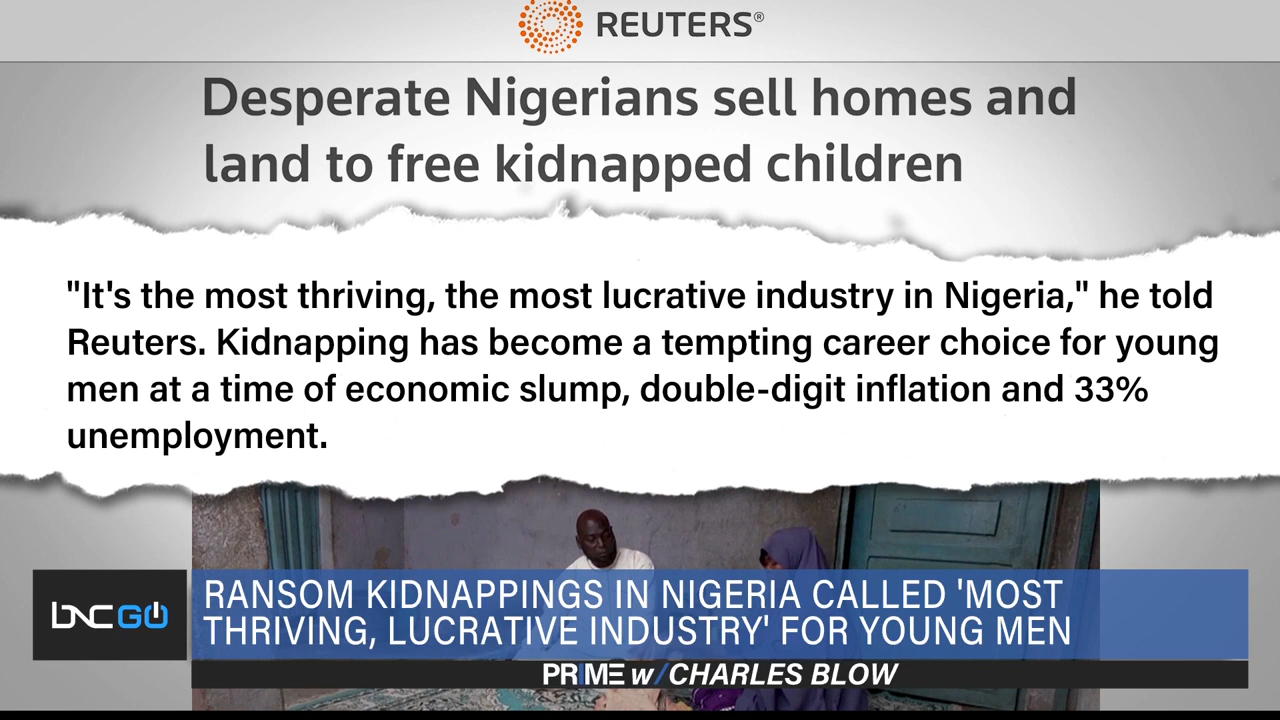 REUTERS®
Desperate Nigerians sell homes and
land to free kidnapped children
"It's the most thriving, the most lucrative industry in Nigeria," he told
Reuters. Kidnapping has become a tempting career choice for young
men at a time of economic slump, double-digit inflation and 33%
unemployment.
BNC GO
RANSOM KIDNAPPINGS IN NIGERIA CALLED 'MOST
THRIVING, LUCRATIVE INDUSTRY' FOR YOUNG MEN
PRIME w/CHARLES BLOW